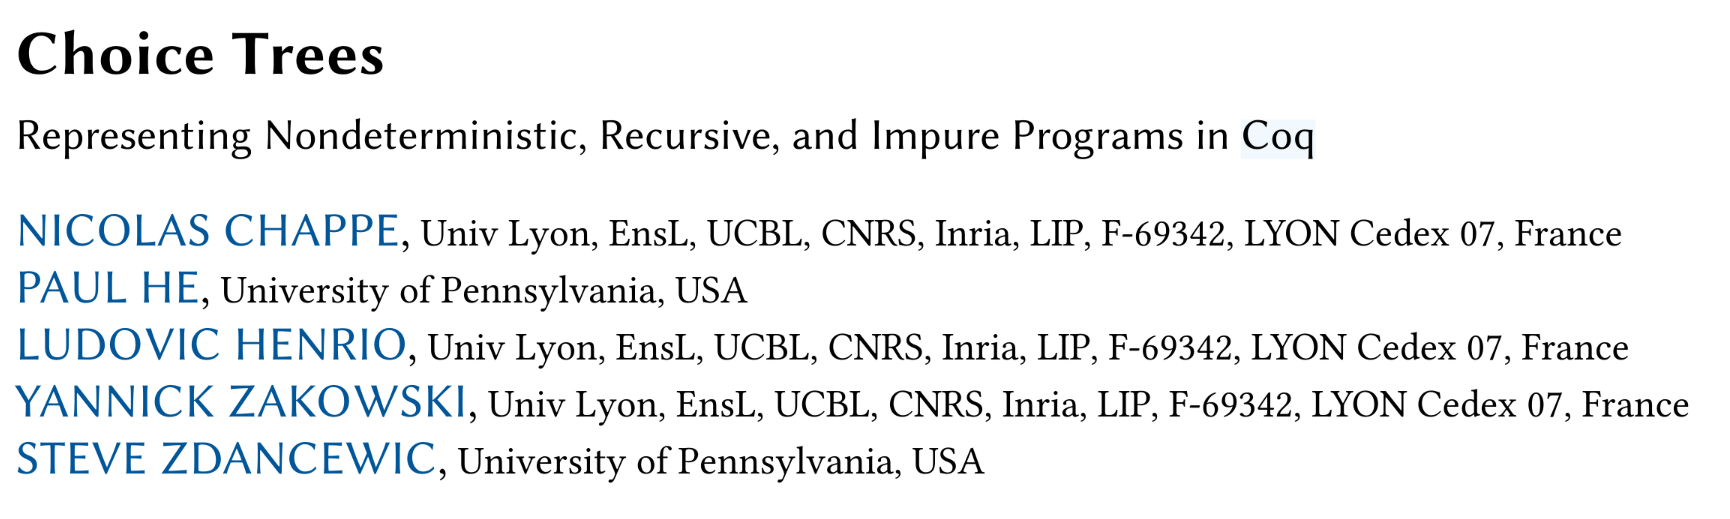 Choice Trees
Representing Nondeterministic, Recursive, and Impure Programs in Coq
NICOLAS CHAPPE, Univ Lyon, EnsL, UCBL, CNRS, Inria, LIP, F-69342, LYON Cedex 07, France
PAUL HE, University of Pennsylvania, USA
LUDOVIC HENRIO, Univ Lyon, EnsL, UCBL, CNRS, Inria, LIP, F-69342, LYON Cedex 07, France
YANNICK ZAKOWSKI, Univ Lyon, EnsL, UCBL, CNRS, Inria, LIP, F-69342, LYON Cedex 07, France
STEVE ZDANCEWIC, University of Pennsylvania, USA